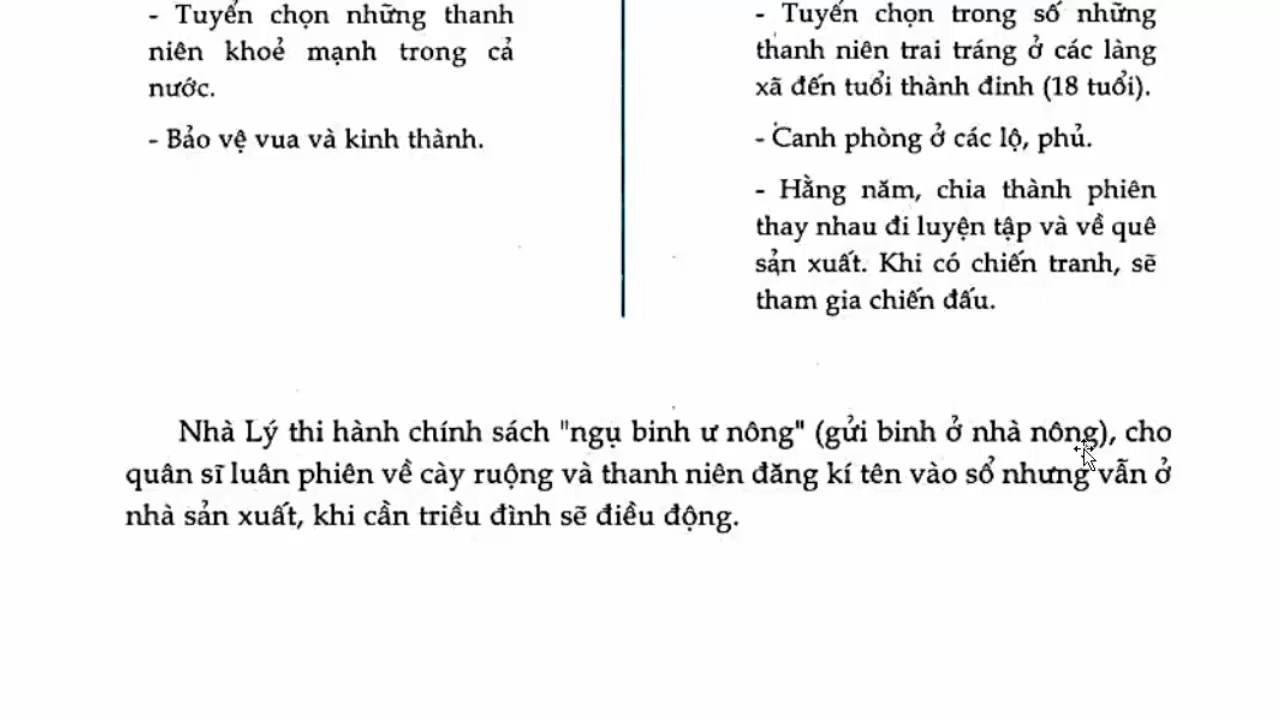 - Tuyển chọn những thanh
niên khoẻ mạnh trong cả
nước.
- Bảo vệ vua và kinh thành.
- Tuyển chọn trong số những
thanh niên trai tráng ở các làng
xã đến tuổi thành đinh (18 tuổi).
- Canh phòng ở các lộ, phủ.
- Hằng năm, chia thành phiên
thay nhau đi luyện tập và về quê
sản xuất. Khi có chiến tranh, sẽ
tham gia chiến đấu.
Nhà Lý thi hành chính sách "ngụ binh ư nông" (gửi binh ở nhà nông), cho
quân sĩ luân phiên về cày ruộng và thanh niên đăng kí tên vào sổ nhưng vẫn ở
nhà sản xuất, khi cần triều đình sẽ điều động.